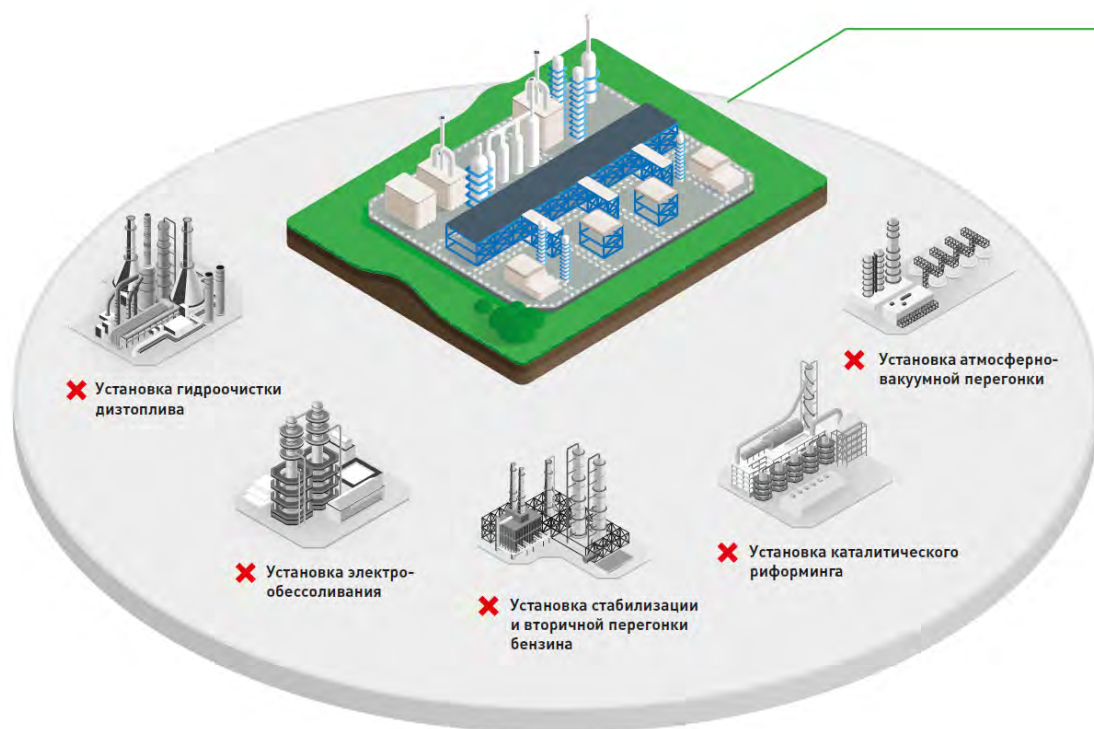 Установка гидроочистки
дизтоплива
Установка электро-
обессоливания
Установка стабилизации
и вторичной перегонки
бензина
Установка каталитического
риформинга
Установка атмосферно-
вакуумной перегонки